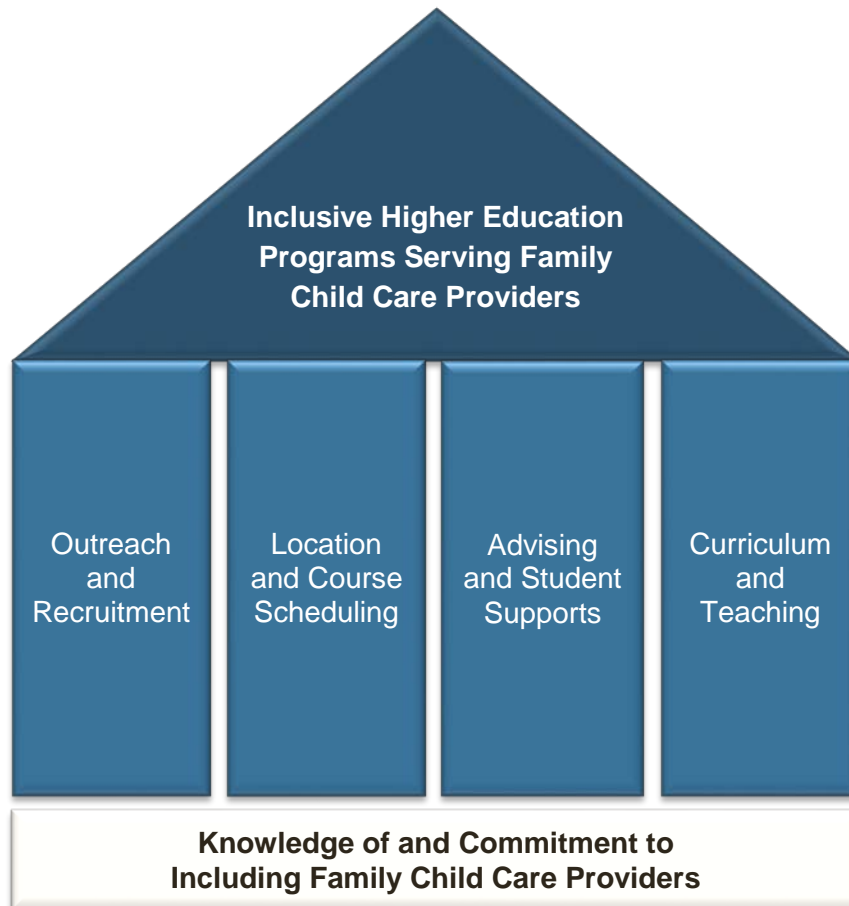 Inclusive Higher Education
Programs Serving Family
Child Care Providers
Outreach
and
Recruitment
Location
and Course
Scheduling
Advising
and Student
Supports
Curriculum
and
Teaching
Knowledge of and Commitment to
Including Family Child Care Providers